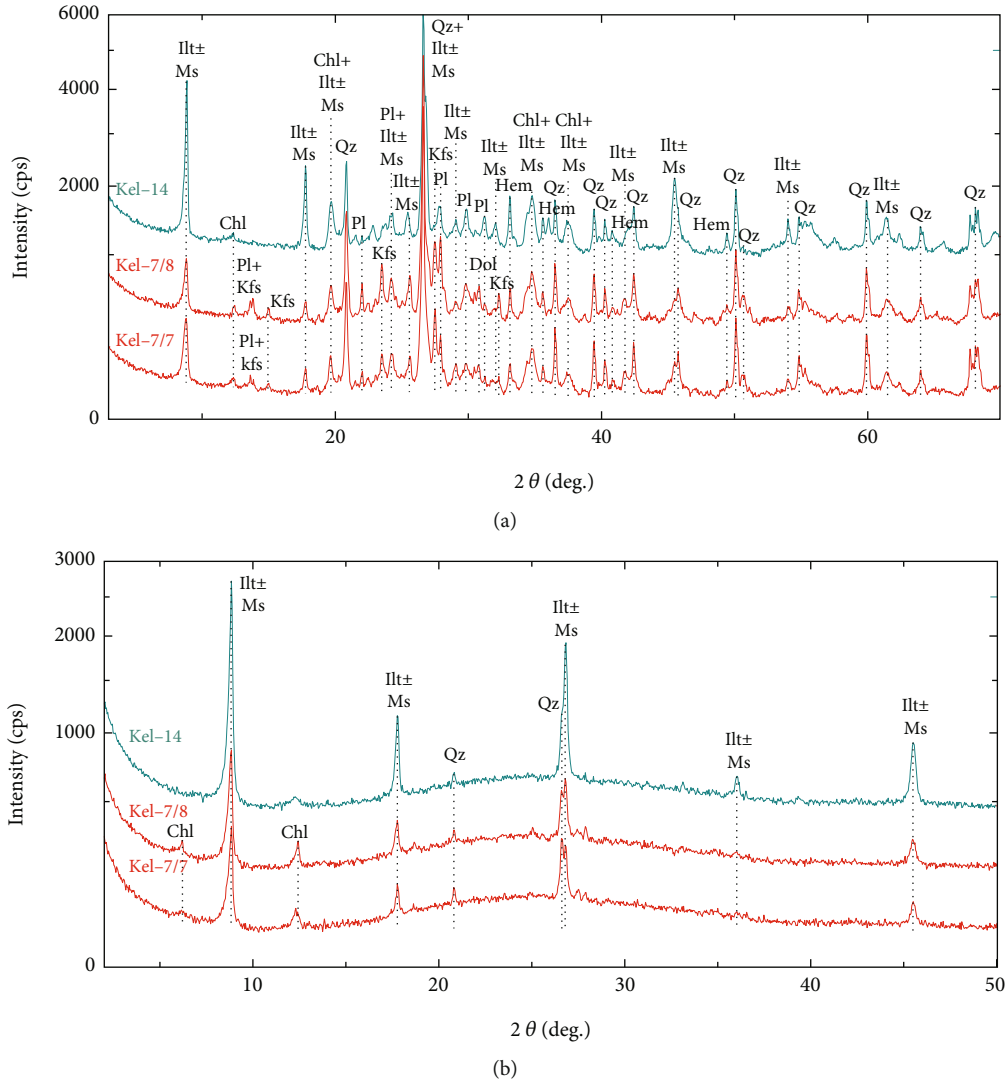 6000
4000
2000
0
Intensity (cps)
Kel–14
Kel–7/8
Kel–7/7
Ilt±
Ms
Chl
Pl+
Kfs
Kfs
Pl+
kfs
Ilt±
Ms
Chl+
Ilt±
Ms
Qz
Pl
Pl+
Ilt±
Ms
Kfs
Ilt±
Ms
Qz+
Ilt±
Ms
Kfs
Pl
Ilt±
Ms
Pl
Pl
Dol
Ilt±
Ms
Kfs
Hem
Chl+
Ilt±
Ms
Qz
Hem
Chl+
Ilt±
Ms
Qz
Qz
Hem
Ilt±
Ms
Qz
Ilt±
Ms
Qz
Hem
Qz
Qz
Ilt±
Ms
Qz
Qz
Ilt±
Ms
Qz
Qz
20
40
60
2 θ (deg.)
(a)
3000
2000
1000
0
Intensity (cps)
Kel–14
Kel–7/8
Kel–7/7
Chl
Ilt±
Ms
Chl
Ilt±
Ms
Qz
Qz
Ilt±
Ms
Ilt±
Ms
Ilt±
Ms
10
20
30
40
50
2 θ (deg.)
(b)